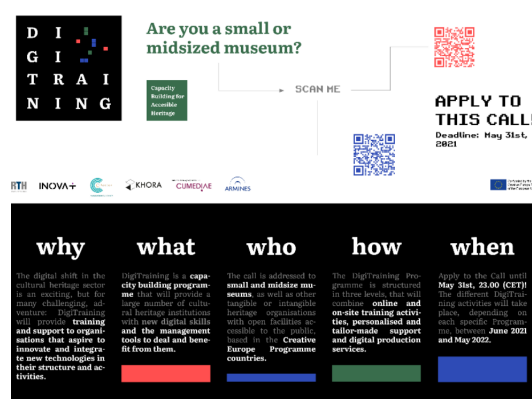 D I
G I
T R A I
N I N G
Are you a small or
midsized museum?
Capacity
Building for
Accesible
Heritage
SCAN ME
APPLY TO
THIS CALL!
Deadline: May 31st,
2021
RTH
INOVA+
KHORA
CUMEDIAE
ARMINES
why
The digital shift in the
cultural heritage sector
is an exciting, but for
many challenging, ad-
venture: DigiTraining
will provide training
and support to organi-
sations that aspire to
innovate and integra-
te new technologies in
their structure and ac-
tivities.
what
DigiTraining is a capa-
city building program-
me that will provide a
large number of cultu-
ral heritage institutions
with new digital skills
and the management
tools to deal and bene-
fit from them.
who
The call is addressed to
small and midsize mu-
seums, as well as other
tangible or intangible
heritage organisations
with open facilities ac-
cessible to the public,
based in the Creative
Europe Programme
countries.
how
The DigiTraining Pro-
gramme is structured
in three levels, that will
combine online and
on-site training activi-
ties, personalised and
tailor-made support
and digital production
services.
when
Apply to the Call until
May 31st, 23.00 (CET)!
The different DigiTrai-
ning activities will take
place, depending on
each specific Program-
me, between June 2021
and May 2022.